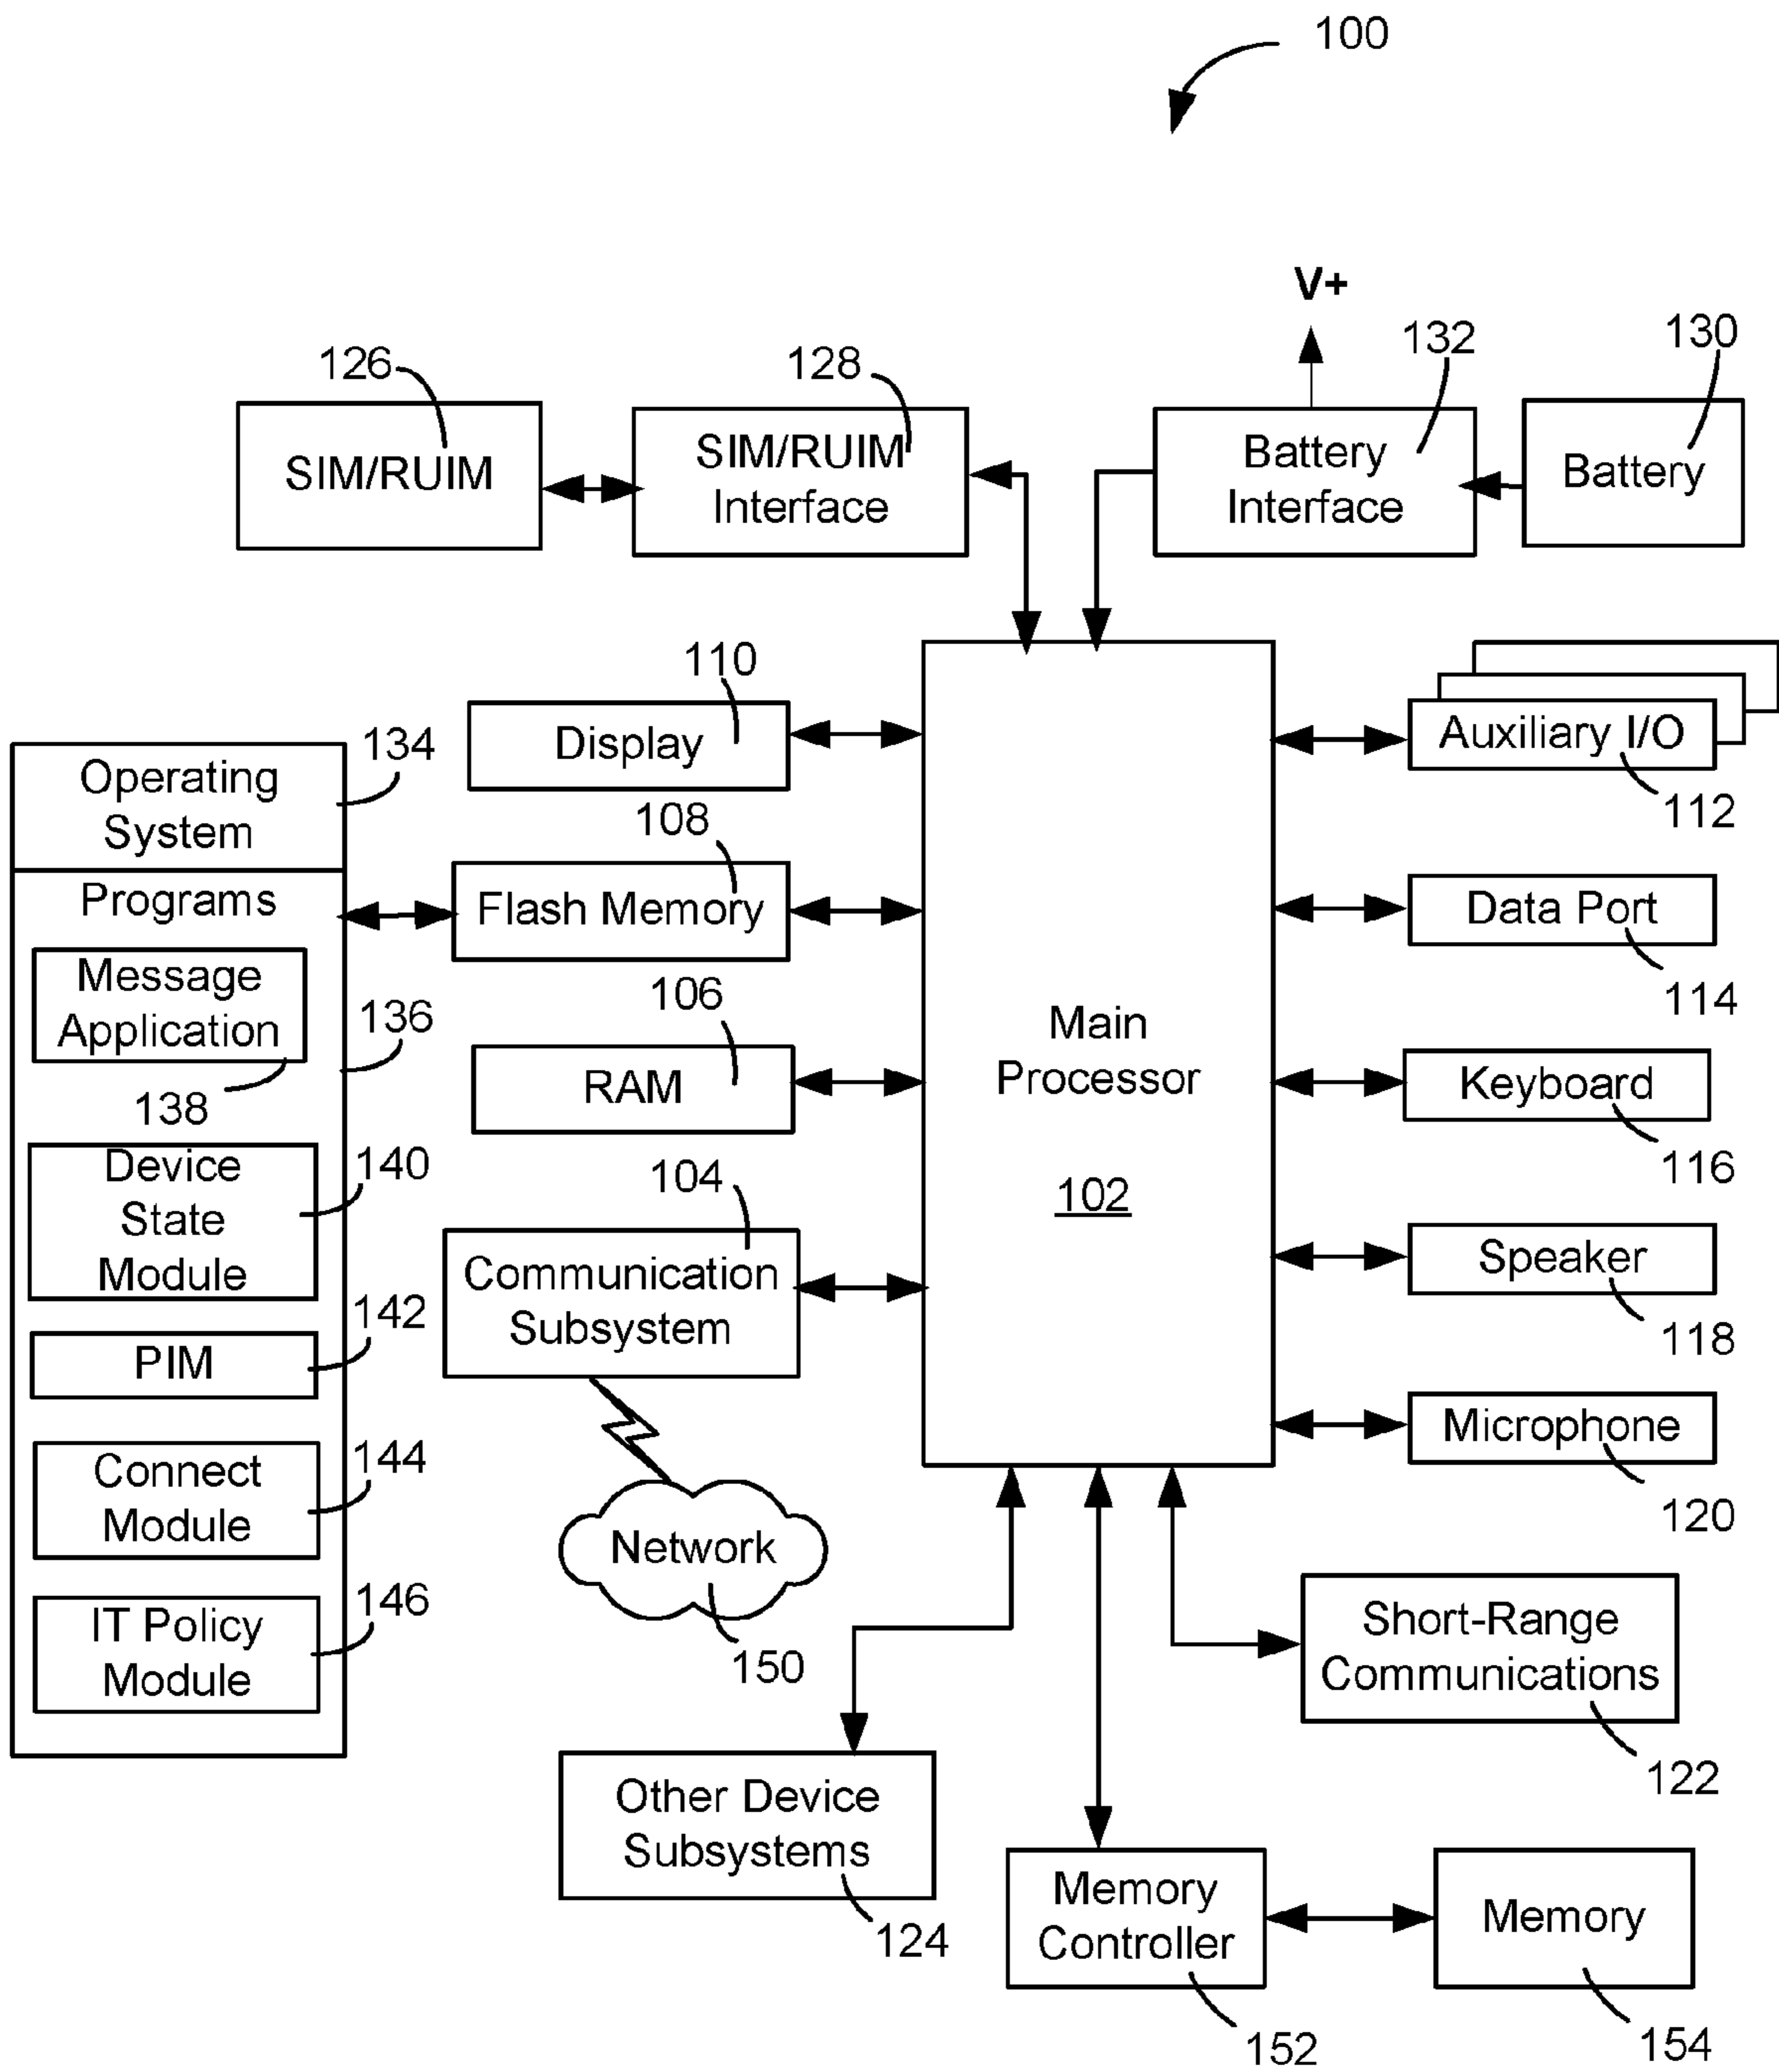 100
V+
126
128
132
130
SIM/RUIM
SIM/RUIM
Interface
Battery
Interface
Battery
110
Display
Auxiliary I/O
112
134
Operating
System
108
Flash Memory
Programs
Data Port
114
Message
Application
138
136
106
RAM
Main
Processor
102
Keyboard
116
Device
State
Module
140
104
Communication
Subsystem
Speaker
118
PIM
142
Microphone
120
Connect
Module
144
Network
150
IT Policy
Module
146
Short-Range
Communications
122
Other Device
Subsystems
124
Memory
Controller
152
Memory
154